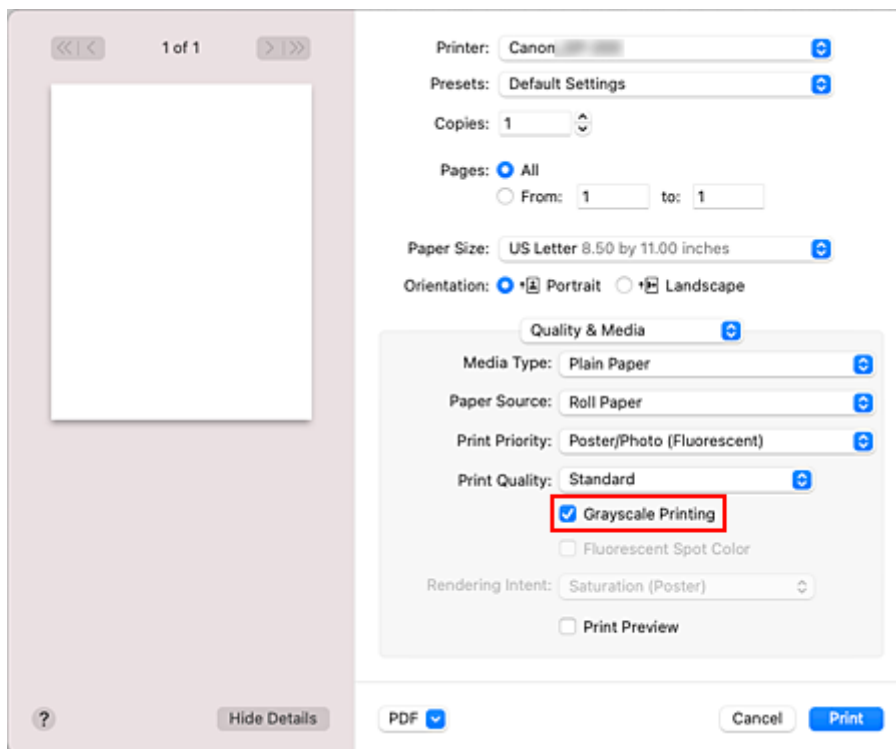 1 of 1
Printer: Canon
Presets: Default Settings
Copies: 1
Pages: All
From: 1 to: 1
Paper Size: US Letter 8.50 by 11.00 inches
Orientation: Portrait Landscape
Quality & Media
Media Type: Plain Paper
Paper Source: Roll Paper
Print Priority: Poster/Photo (Fluorescent)
Print Quality: Standard
Grayscale Printing
Fluorescent Spot Color
Rendering Intent: Saturation (Poster)
Print Preview
? Hide Details PDF Cancel Print